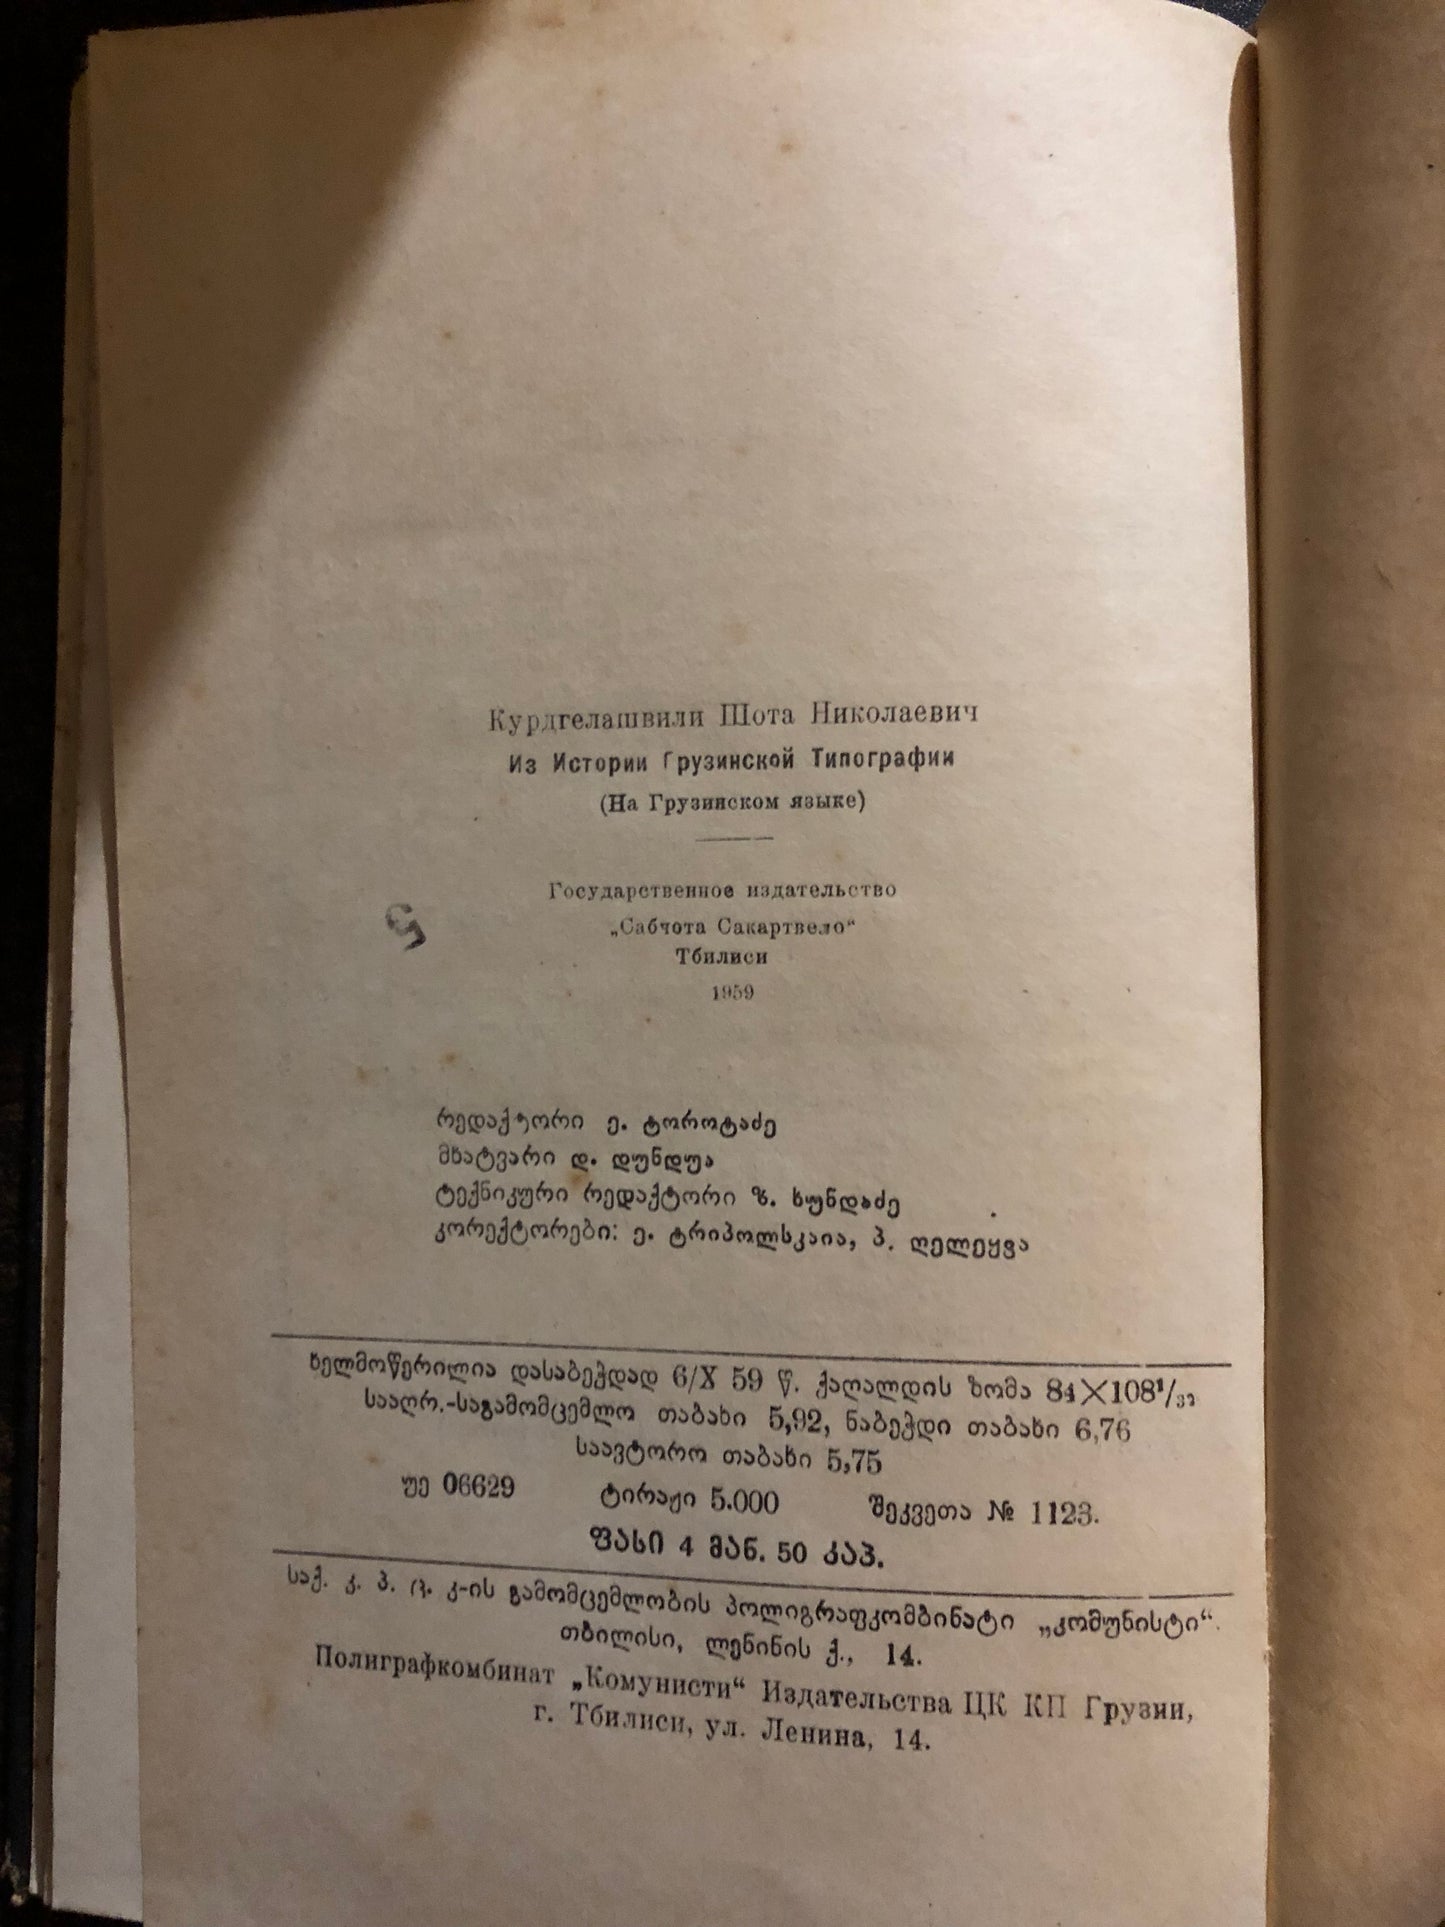 Курдгелашвили Шота Николаевич
Из Истории Грузинской Типографии
(На Грузинском языке)
Государственное издательство
„Сабчота Сакартвело“
Тбилиси
1959
რედაქტორი ე. ტოროტაძე
მხატვარი დ. დუნდუა
ტექნიკური რედაქტორი ზ. ხუნდაძე
კორექტორები: ე. ტრიპოლსკაია, პ. ღელეყვა
ხელმოწერილია დასაბეჭდად 6/X 59 წ. ქაღალდის ზომა 84×108¹/₃₂
სააღრ.-საგამომცემლო თაბახი 5,92, ნაბეჭდი თაბახი 6,76
საავტორო თაბახი 5,75
უე 06629 ტირაჟი 5.000 შეკვეთა № 1123.
ფასი 4 მან. 50 კაპ.
საქ. კ. პ. ც. კ-ის გამომცემლობის პოლიგრაფკომბინატი „კომუნისტი“.
თბილისი, ლენინის ქ., 14.
Полиграфкомбинат „Комунисти“ Издательства ЦК КП Грузии,
г. Тбилиси, ул. Ленина, 14.